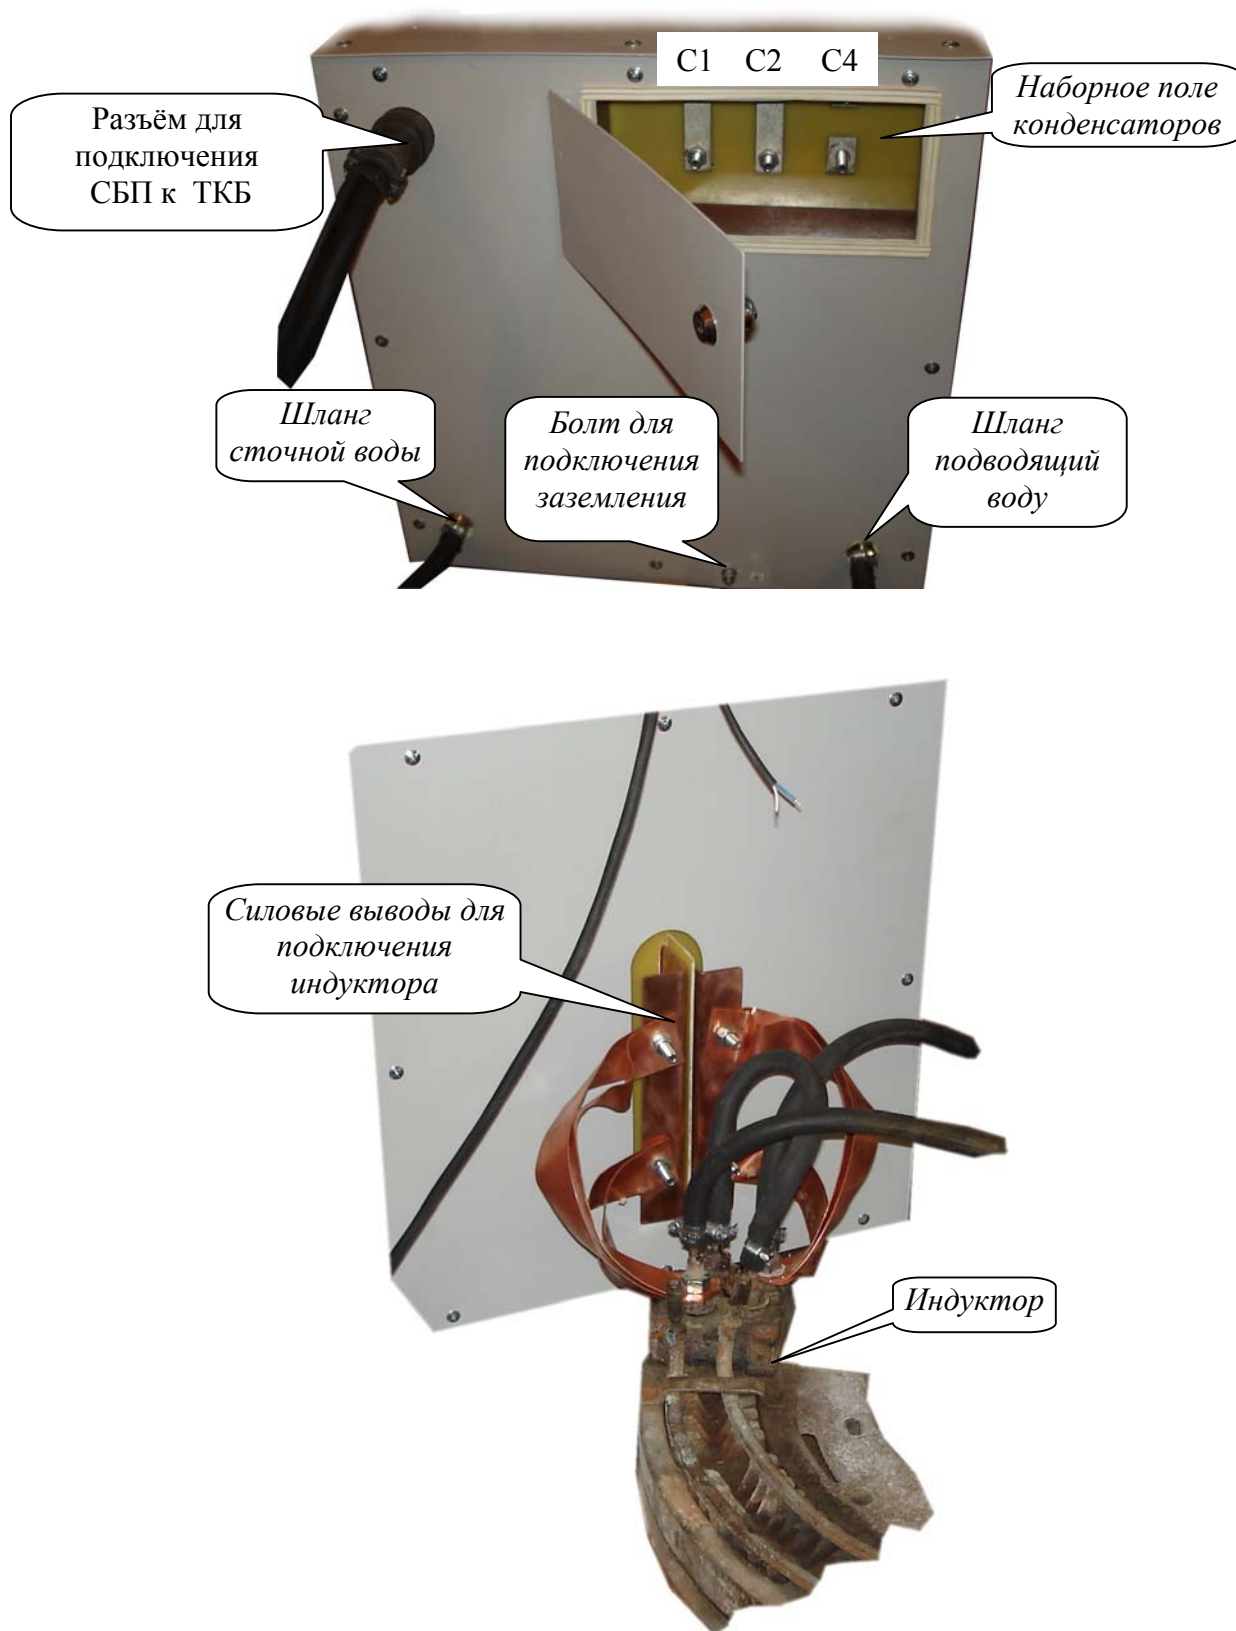 C1 C2 C4
Наборное поле
конденсаторов
Разъём для
подключения
СБП к ТКБ
Шланг
сточной воды
Болт для
подключения
заземления
Шланг
подводящий
воду
Силовые выводы для
подключения
индуктора
Индуктор